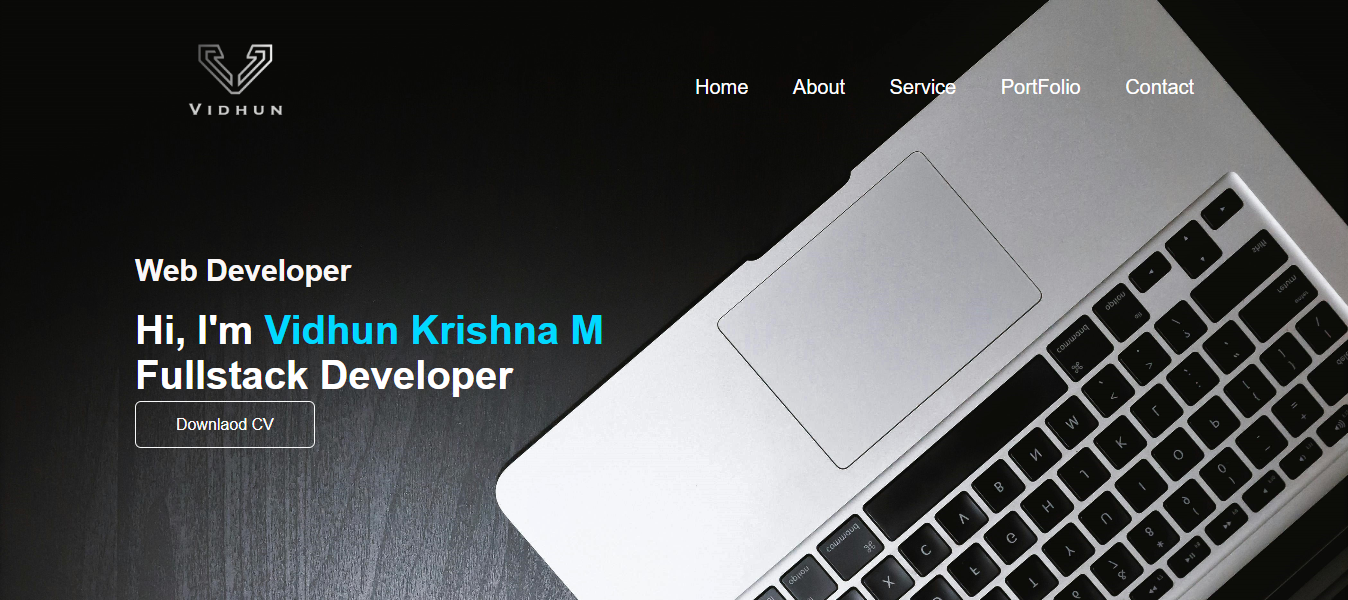 VIDHUN
Home About Service PortFolio Contact
Web Developer
Hi, I'm Vidhun Krishna M
Fullstack Developer
Downlaod CV